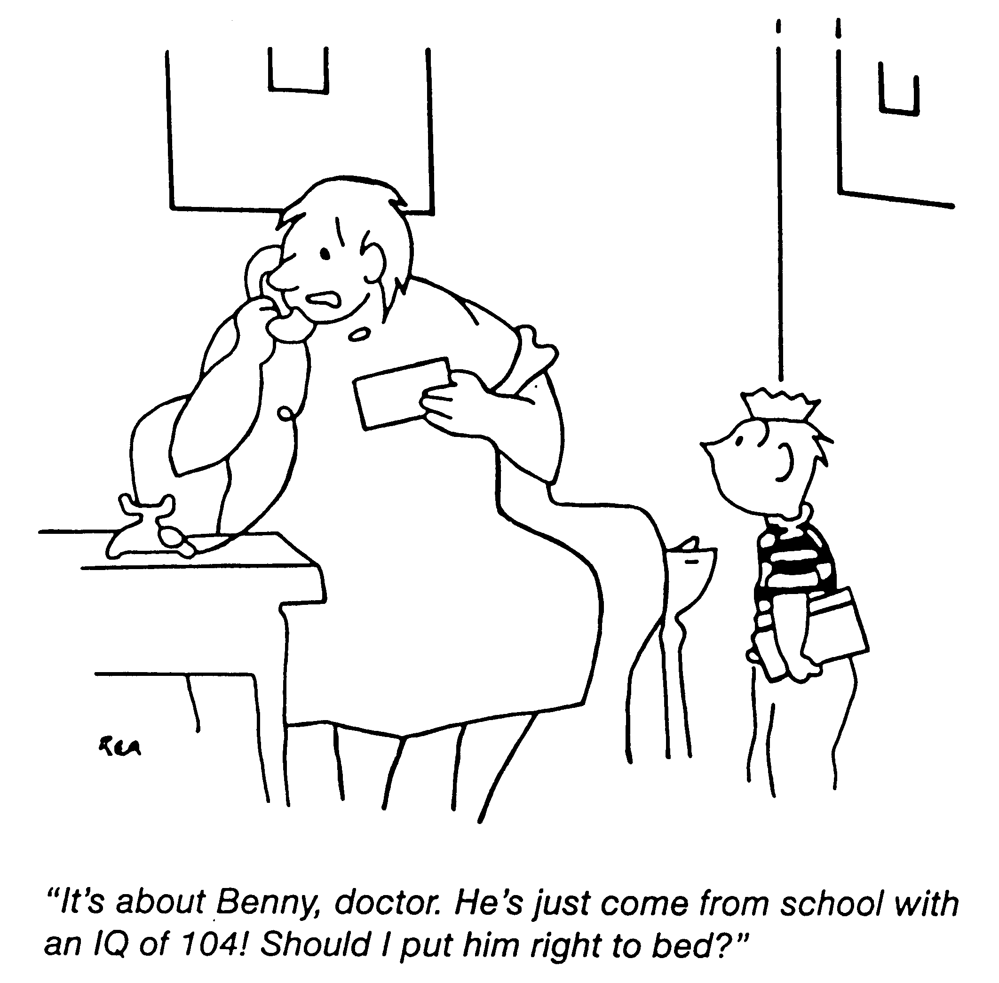 Rea
“It’s about Benny, doctor. He’s just come from school with
an IQ of 104! Should I put him right to bed?”